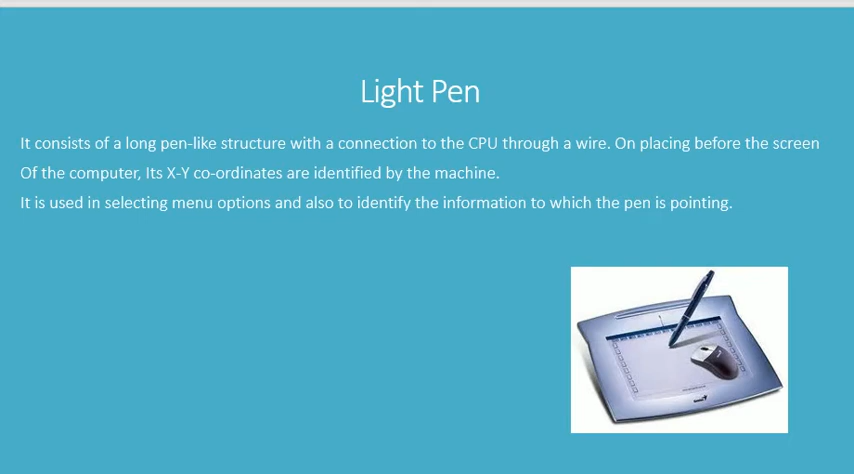 Light Pen
It consists of a long pen-like structure with a connection to the CPU through a wire. On placing before the screen
Of the computer, Its X-Y co-ordinates are identified by the machine.
It is used in selecting menu options and also to identify the information to which the pen is pointing.